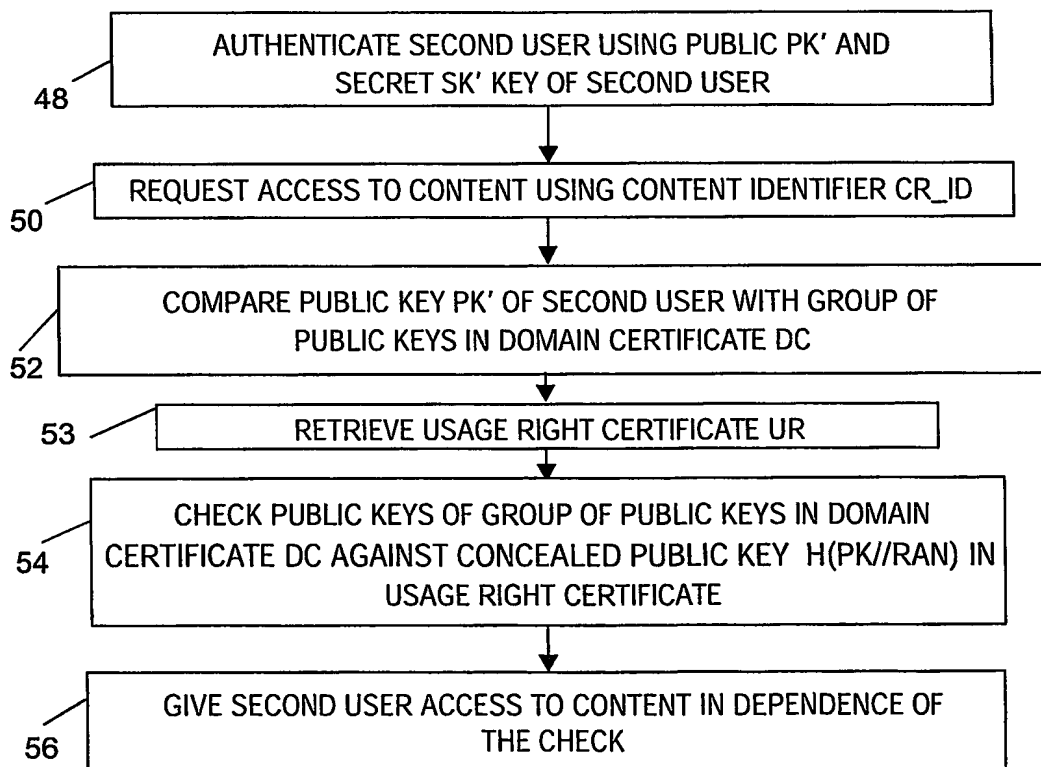 AUTHENTICATE SECOND USER USING PUBLIC PK' AND
SECRET SK' KEY OF SECOND USER
48
REQUEST ACCESS TO CONTENT USING CONTENT IDENTIFIER CR_ID
50
COMPARE PUBLIC KEY PK' OF SECOND USER WITH GROUP OF
PUBLIC KEYS IN DOMAIN CERTIFICATE DC
52
53
RETRIEVE USAGE RIGHT CERTIFICATE UR
CHECK PUBLIC KEYS OF GROUP OF PUBLIC KEYS IN DOMAIN
CERTIFICATE DC AGAINST CONCEALED PUBLIC KEY H(PK//RAN) IN
USAGE RIGHT CERTIFICATE
54
GIVE SECOND USER ACCESS TO CONTENT IN DEPENDENCE OF
THE CHECK
56